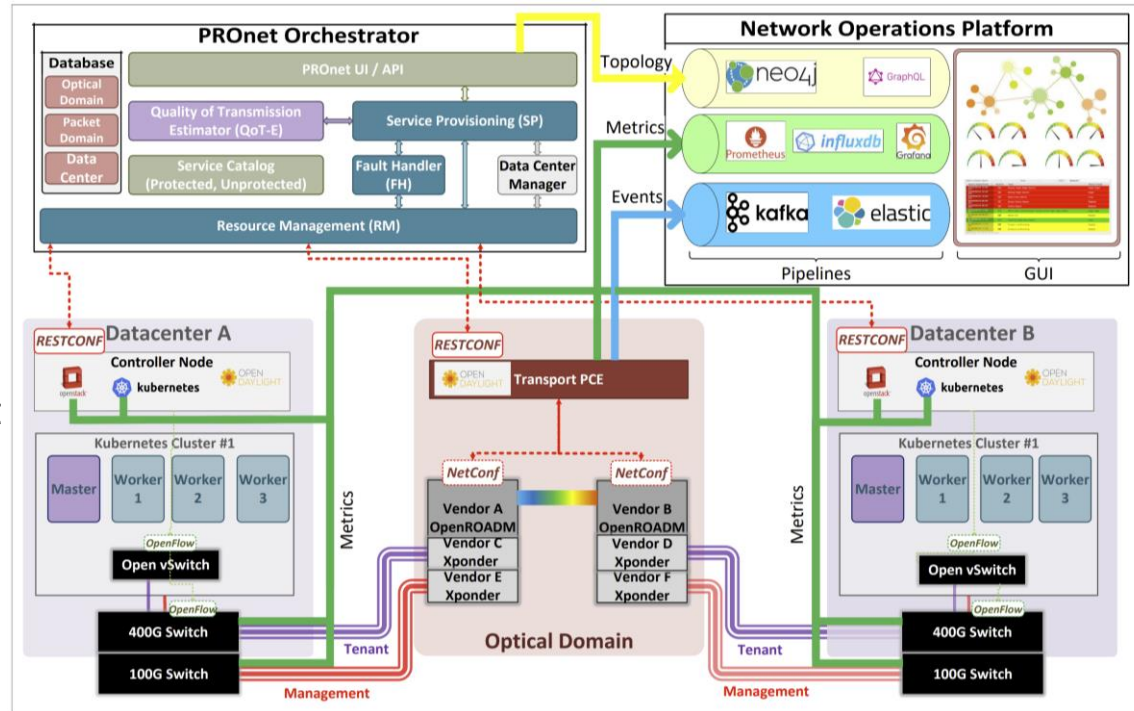 PROnet Orchestrator
Database
Optical
Domain
Packet
Domain
Data
Center
PROnet UI / API
Quality of Transmission
Estimator (QoT-E)
Service Provisioning (SP)
Service Catalog
(Protected, Unprotected)
Fault Handler
(FH)
Data Center
Manager
Resource Management (RM)
Network Operations Platform
Topology
neo4j
GraphQL
Metrics
Prometheus
influxdb
Grafana
Events
kafka
elastic
Pipelines
GUI
Datacenter A
RESTCONF
Controller Node
openstack
kubernetes
OPEN
DAYLIGHT
Kubernetes Cluster #1
Master
Worker
1
Worker
2
Worker
3
OpenFlow
Open vSwitch
OpenFlow
400G Switch
100G Switch
Metrics
Tenant
Management
RESTCONF
OPEN
DAYLIGHT
Transport PCE
NetConf
NetConf
Vendor A
OpenROADM
Vendor C
Xponder
Vendor E
Xponder
Vendor B
OpenROADM
Vendor D
Xponder
Vendor F
Xponder
Optical Domain
Metrics
Tenant
Management
Datacenter B
RESTCONF
Controller Node
openstack
kubernetes
OPEN
DAYLIGHT
Kubernetes Cluster #1
Master
Worker
1
Worker
2
Worker
3
OpenFlow
Open vSwitch
OpenFlow
400G Switch
100G Switch